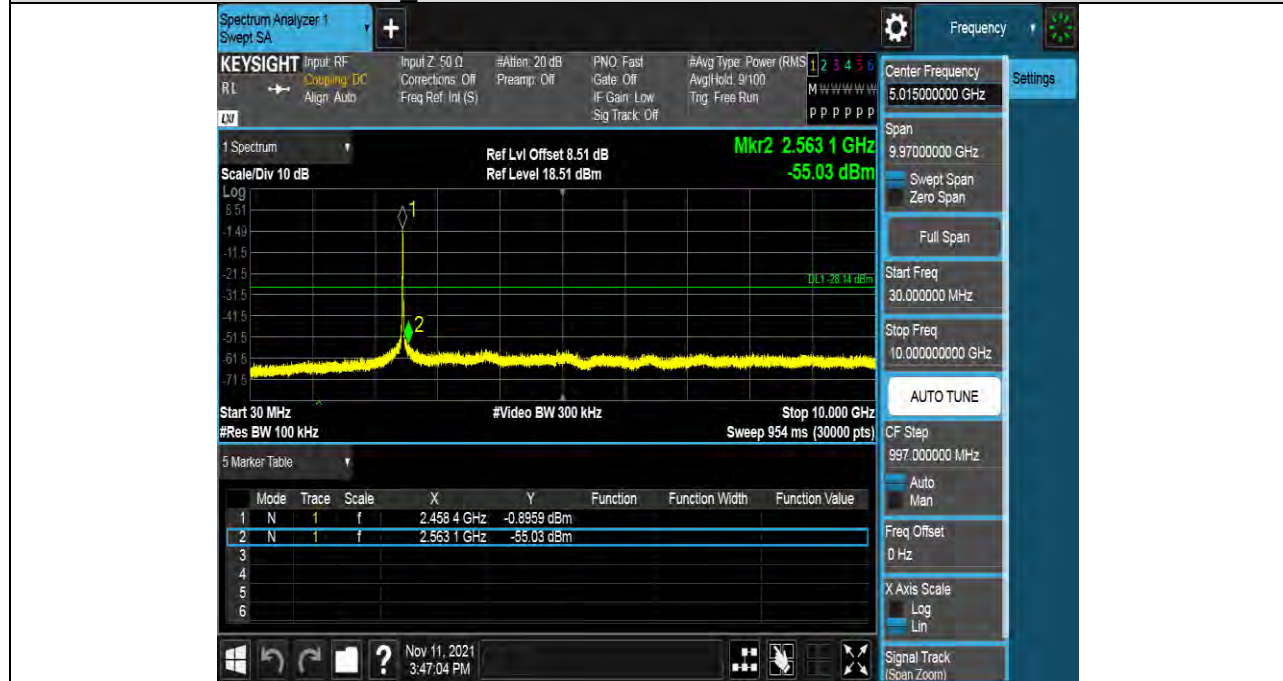 Spectrum Analyzer 1
Swept SA
+
Frequency
KEYSIGHT
RL
LXI
Input: RF
Coupling: DC
Align: Auto
Input Z: 50 Ω
Corrections: Off
Freq Ref: Int (S)
#Atten: 20 dB
Preamp: Off
PNO: Fast
Gate: Off
IF Gain: Low
Sig Track: Off
#Avg Type: Power (RMS
Avg|Hold: 9/100
Trig: Free Run
1 2 3 4 5 6
M W W W W W
P P P P P P
1 Spectrum
Scale/Div 10 dB
Ref Lvl Offset 8.51 dB
Ref Level 18.51 dBm
Mkr2 2.563 1 GHz
-55.03 dBm
Log
8.51
-1.49
-11.5
-21.5
-31.5
-41.5
-51.5
-61.5
-71.5
1
2
DL1 -28.14 dBm
Start 30 MHz
#Res BW 100 kHz
#Video BW 300 kHz
Stop 10.000 GHz
Sweep 954 ms (30000 pts)
5 Marker Table
Mode Trace Scale X Y Function Function Width Function Value
1 N 1 f 2.458 4 GHz -0.8959 dBm
2 N 1 f 2.563 1 GHz -55.03 dBm
3
4
5
6
?
Nov 11, 2021
3:47:04 PM
Center Frequency
5.015000000 GHz
Settings
Span
9.97000000 GHz
Swept Span
Zero Span
Full Span
Start Freq
30.000000 MHz
Stop Freq
10.000000000 GHz
AUTO TUNE
CF Step
997.000000 MHz
Auto
Man
Freq Offset
0 Hz
X Axis Scale
Log
Lin
Signal Track
(Span Zoom)